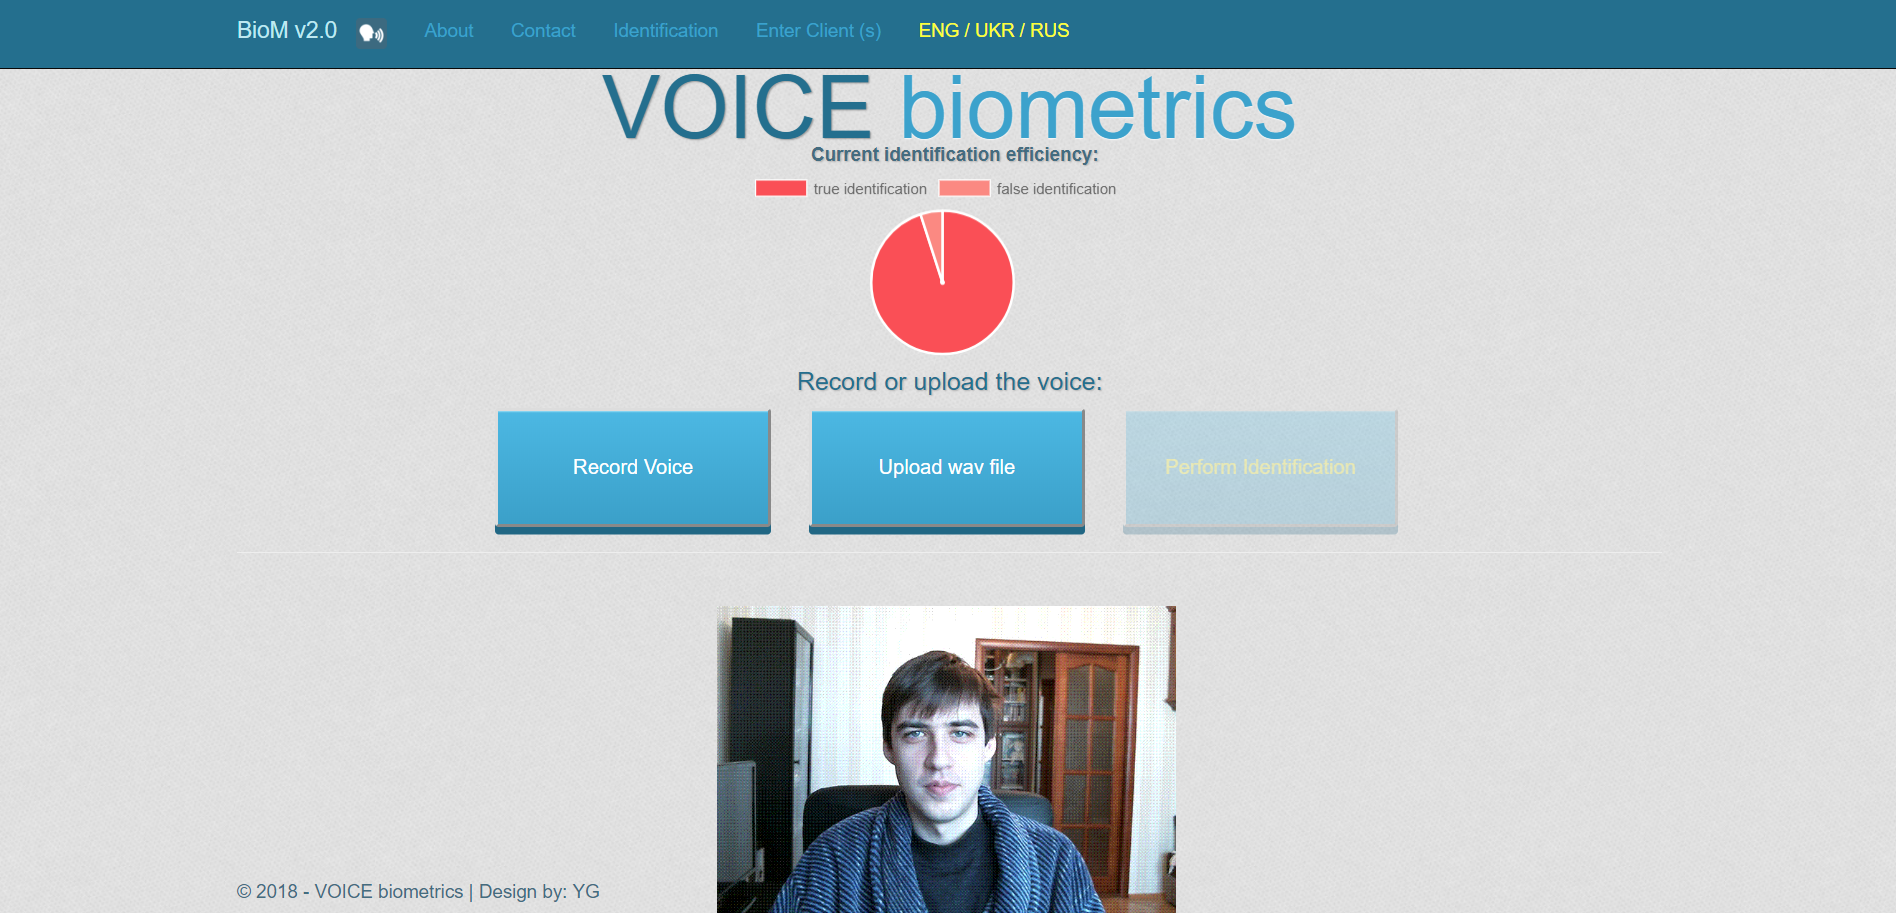 BioM v2.0 About Contact Identification Enter Client (s) ENG / UKR / RUS
VOICE biometrics
Current identification efficiency:
true identification false identification
Record or upload the voice:
Record Voice Upload wav file Perform Identification
© 2018 - VOICE biometrics | Design by: YG